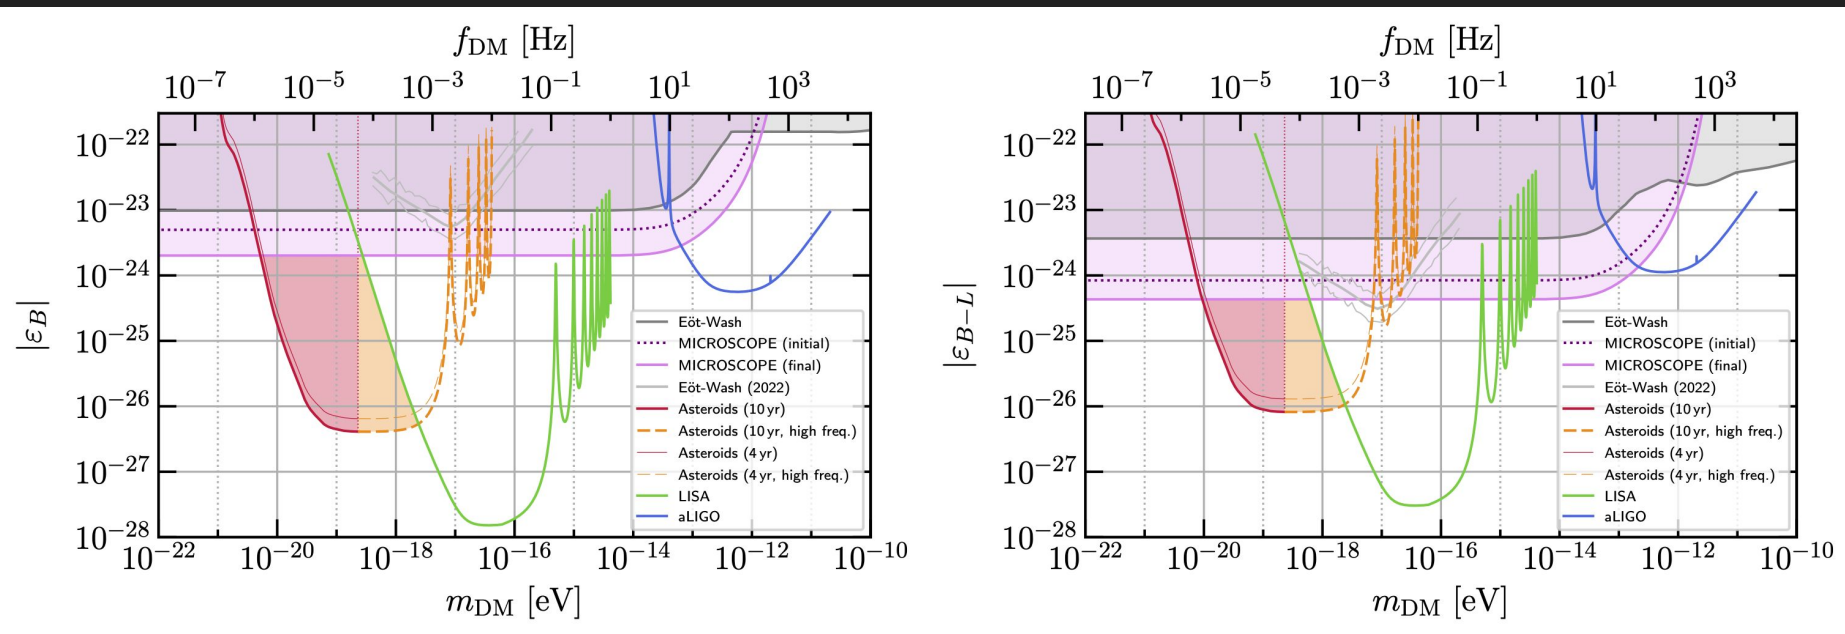 f_DM [Hz]
10^−7 10^−5 10^−3 10^−1 10^1 10^3
|ε_B|
10^−22
10^−23
10^−24
10^−25
10^−26
10^−27
10^−28
Eöt-Wash
MICROSCOPE (initial)
MICROSCOPE (final)
Eöt-Wash (2022)
Asteroids (10 yr)
Asteroids (10 yr, high freq.)
Asteroids (4 yr)
Asteroids (4 yr, high freq.)
LISA
aLIGO
10^−22 10^−20 10^−18 10^−16 10^−14 10^−12 10^−10
m_DM [eV]
f_DM [Hz]
10^−7 10^−5 10^−3 10^−1 10^1 10^3
|ε_B−L|
10^−22
10^−23
10^−24
10^−25
10^−26
10^−27
10^−28
Eöt-Wash
MICROSCOPE (initial)
MICROSCOPE (final)
Eöt-Wash (2022)
Asteroids (10 yr)
Asteroids (10 yr, high freq.)
Asteroids (4 yr)
Asteroids (4 yr, high freq.)
LISA
aLIGO
10^−22 10^−20 10^−18 10^−16 10^−14 10^−12 10^−10
m_DM [eV]